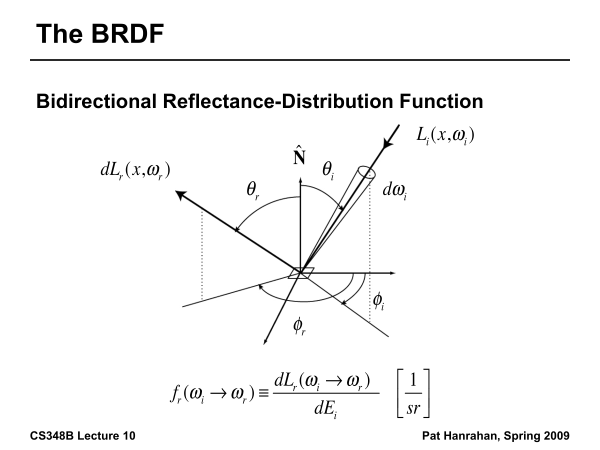 The BRDF
Bidirectional Reflectance-Distribution Function
L_i(x,ω_i)
N̂
dL_r(x,ω_r)
θ_r
θ_i
dω_i
ϕ_i
ϕ_r
f_r(ω_i → ω_r) ≡ dL_r(ω_i → ω_r) / dE_i [1/sr]
CS348B Lecture 10
Pat Hanrahan, Spring 2009